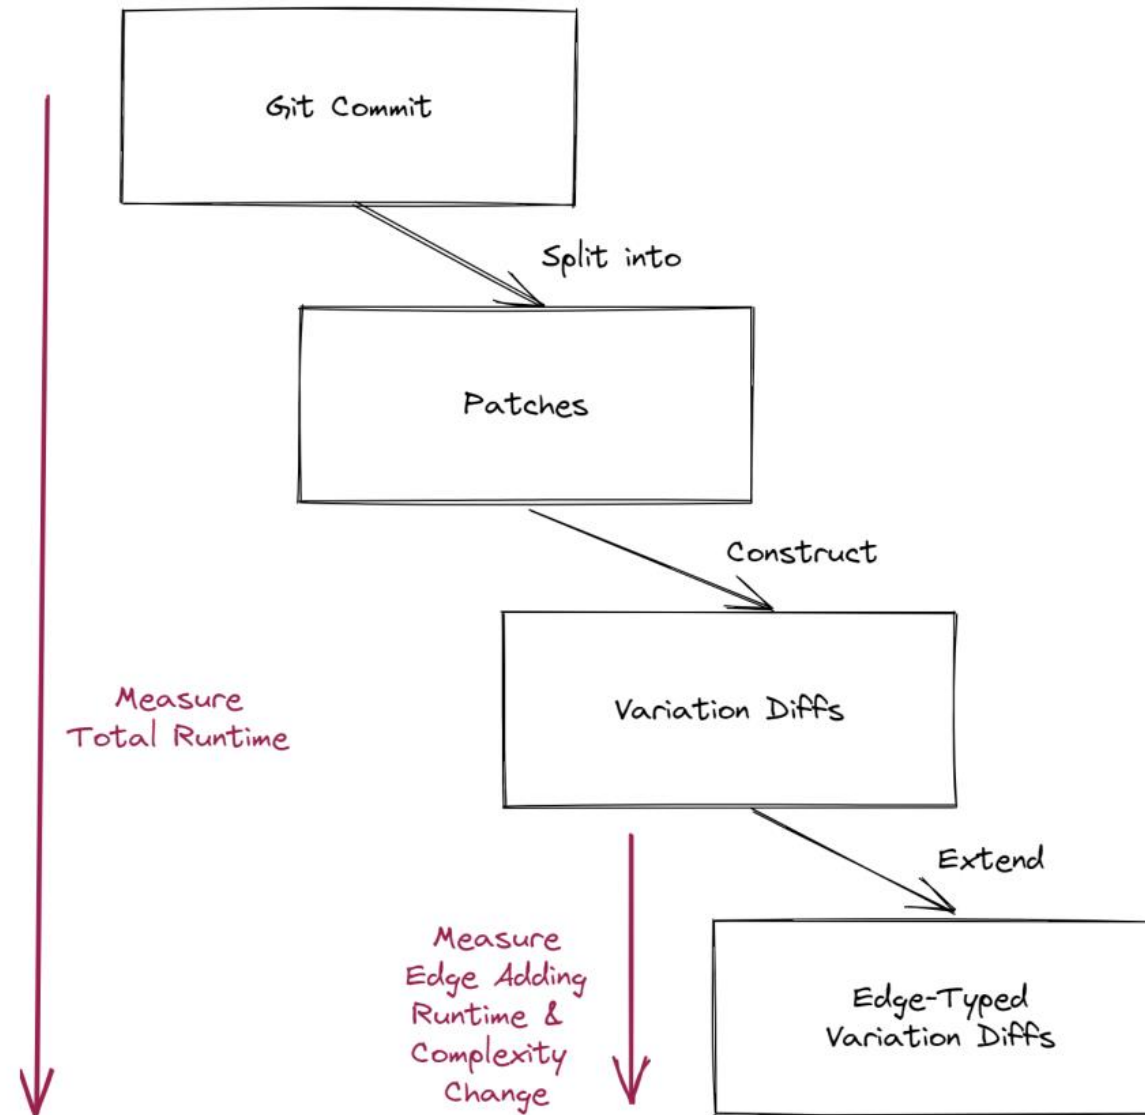 Git Commit
Split into
Patches
Construct
Measure
Total Runtime
Variation Diffs
Extend
Measure
Edge Adding
Runtime &
Complexity
Change
Edge-Typed
Variation Diffs